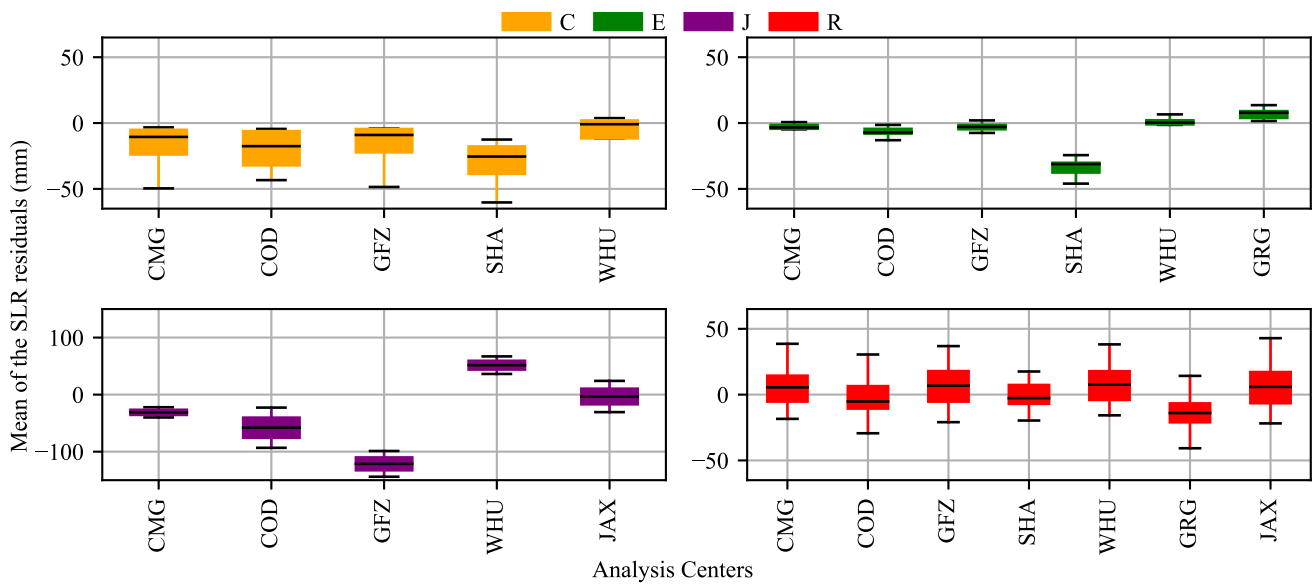 C E J R
Mean of the SLR residuals (mm)
50
0
−50
CMG COD GFZ SHA WHU
50
0
−50
CMG COD GFZ SHA WHU GRG
100
0
−100
CMG COD GFZ WHU JAX
50
0
−50
CMG COD GFZ SHA WHU GRG JAX
Analysis Centers